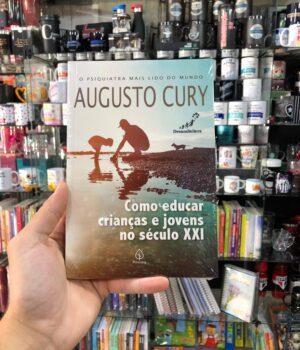 O PSIQUIATRA MAIS LIDO DO MUNDO
AUGUSTO CURY
Como educar
crianças e jovens
no século XXI